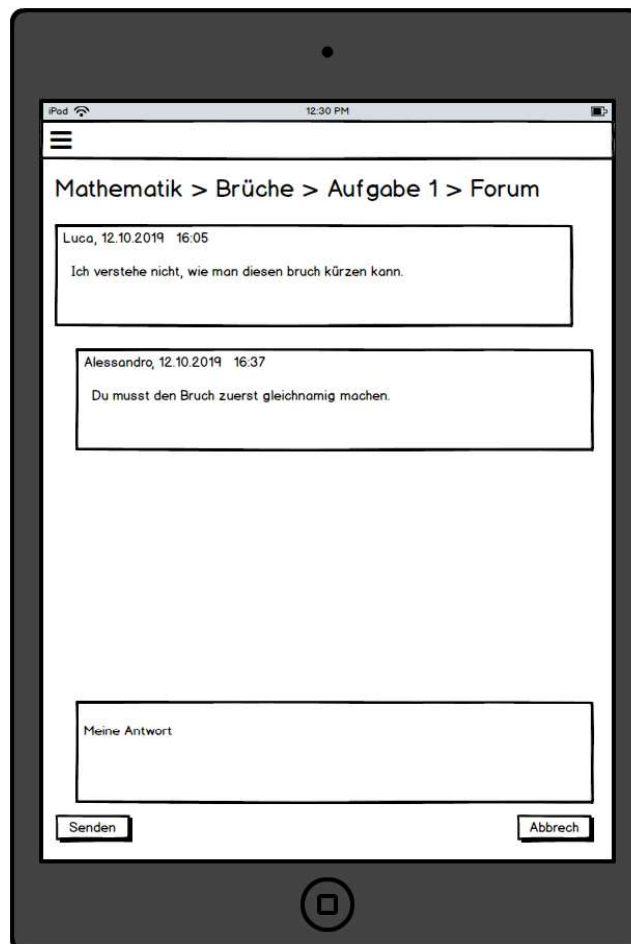 iPod
12:30 PM
Mathematik > Brüche > Aufgabe 1 > Forum
Luca, 12.10.2019 16:05
Ich verstehe nicht, wie man diesen bruch kürzen kann.
Alessandro, 12.10.2019 16:37
Du musst den Bruch zuerst gleichnamig machen.
Meine Antwort
Senden
Abbrech